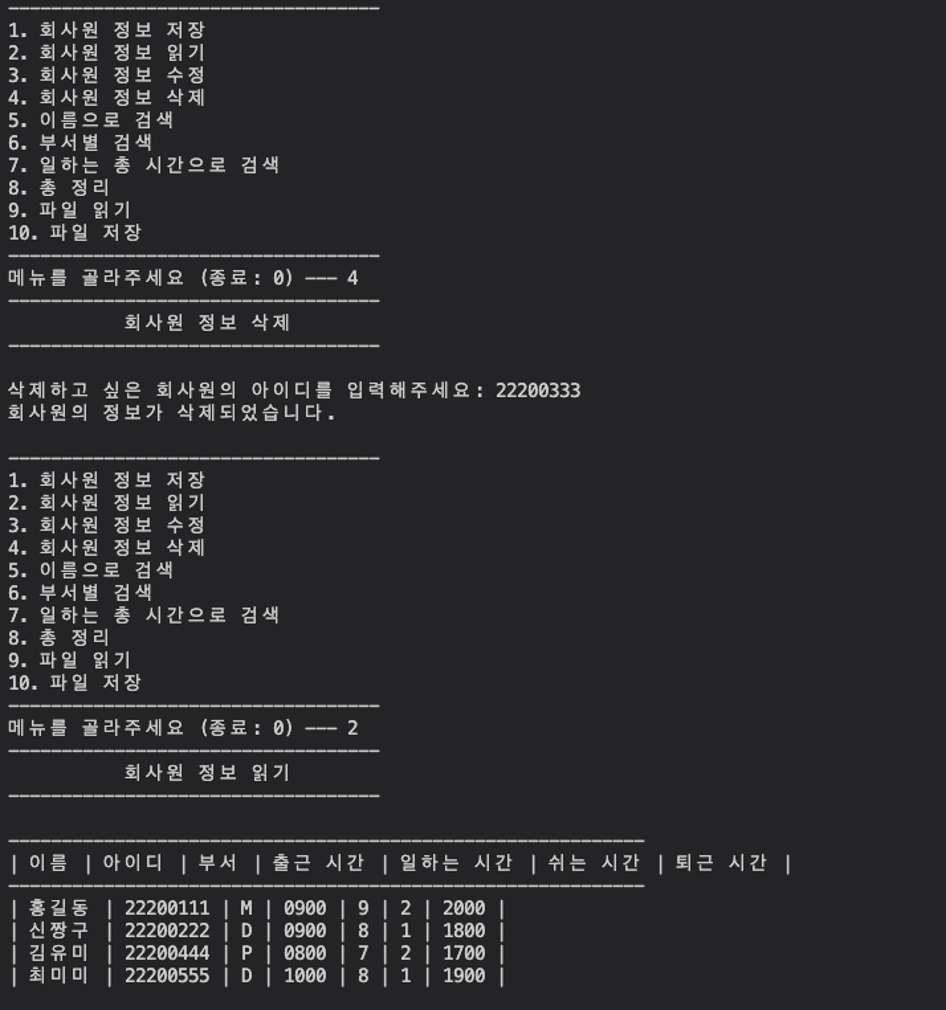 1. 회사원 정보 저장
2. 회사원 정보 읽기
3. 회사원 정보 수정
4. 회사원 정보 삭제
5. 이름으로 검색
6. 부서별 검색
7. 일하는 총 시간으로 검색
8. 총 정리
9. 파일 읽기
10. 파일 저장
메뉴를 골라주세요 (종료: 0) --- 4
회사원 정보 삭제
삭제하고 싶은 회사원의 아이디를 입력해주세요: 22200333
회사원의 정보가 삭제되었습니다.
1. 회사원 정보 저장
2. 회사원 정보 읽기
3. 회사원 정보 수정
4. 회사원 정보 삭제
5. 이름으로 검색
6. 부서별 검색
7. 일하는 총 시간으로 검색
8. 총 정리
9. 파일 읽기
10. 파일 저장
메뉴를 골라주세요 (종료: 0) --- 2
회사원 정보 읽기
| 이름 | 아이디 | 부서 | 출근 시간 | 일하는 시간 | 쉬는 시간 | 퇴근 시간 |
| 홍길동 | 22200111 | M | 0900 | 9 | 2 | 2000 |
| 신짱구 | 22200222 | D | 0900 | 8 | 1 | 1800 |
| 김유미 | 22200444 | P | 0800 | 7 | 2 | 1700 |
| 최미미 | 22200555 | D | 1000 | 8 | 1 | 1900 |